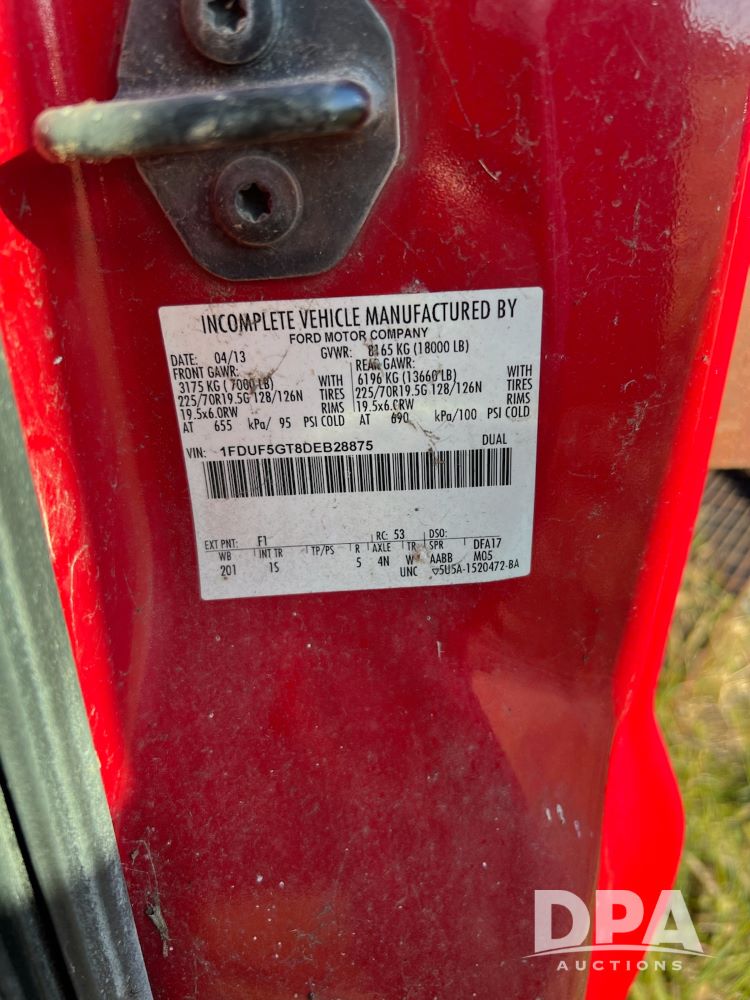 INCOMPLETE VEHICLE MANUFACTURED BY
FORD MOTOR COMPANY
DATE: 04/13 GVWR: 8165 KG (18000 LB)
FRONT GAWR: REAR GAWR:
3175 KG ( 7000 LB) WITH 6196 KG (13660 LB) WITH
225/70R19.5G 128/126N TIRES 225/70R19.5G 128/126N TIRES
19.5x6.0RW RIMS 19.5x6.0RW RIMS
AT 655 kPa/ 95 PSI COLD AT 690 kPa/100 PSI COLD
VIN: 1FDUF5GT8DEB28875 DUAL
EXT PNT: F1 RC: 53 DSO:
WB INT TR TP/PS R AXLE TR SPR DFA17
201 1S 5 4N W AABB M05
UNC 5U5A-1520472-BA
DPA
AUCTIONS